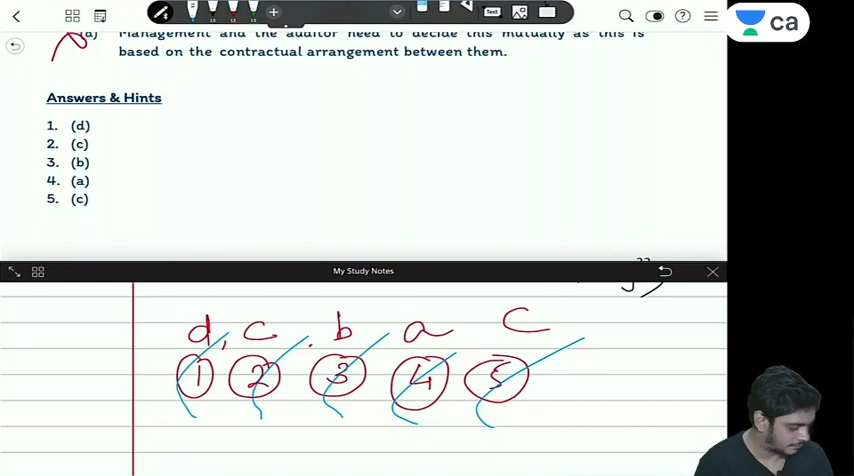 Text
ca
(d) Management and the auditor need to decide this mutually as this is
based on the contractual arrangement between them.
Answers & Hints
1. (d)
2. (c)
3. (b)
4. (a)
5. (c)
My Study Notes
d, c . b a C
1 2 3 4 5